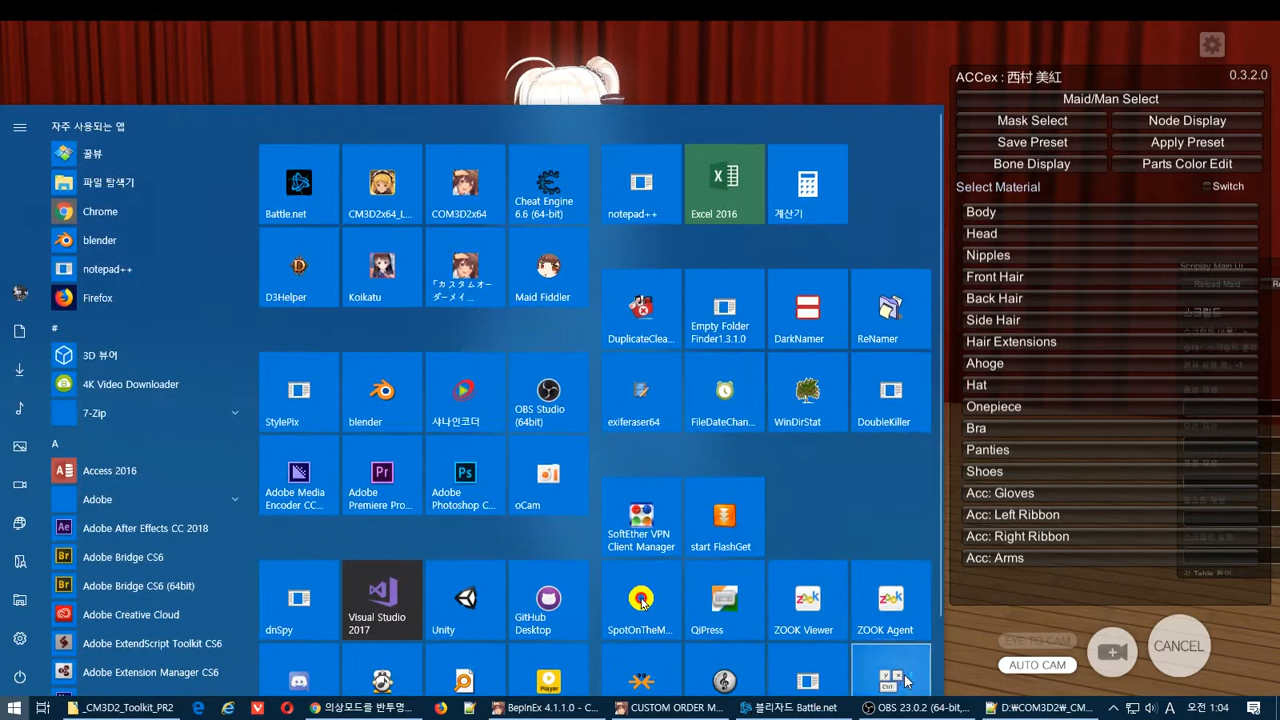 자주 사용되는 앱
꿀뷰
파일 탐색기
Chrome
blender
notepad++
Firefox
#
3D 뷰어
4K Video Downloader
7-Zip
A
Access 2016
Adobe
Adobe After Effects CC 2018
Adobe Bridge CS6
Adobe Bridge CS6 (64bit)
Adobe Creative Cloud
Adobe ExtendScript Toolkit CS6
Adobe Extension Manager CS6
Battle.net
CM3D2x64_L...
COM3D2x64
Cheat Engine
6.6 (64-bit)
notepad++
Excel 2016
계산기
D3Helper
Koikatu
「カスタムオー
ダーメイ...
Maid Fiddler
DuplicateClea...
Empty Folder
Finder1.3.1.0
DarkNamer
ReNamer
StylePix
blender
샤나인코더
OBS Studio
(64bit)
exiferaser64
FileDateChan...
WinDirStat
DoubleKiller
Adobe Media
Encoder CC...
Adobe
Premiere Pro...
Adobe
Photoshop C...
oCam
SoftEther VPN
Client Manager
start FlashGet
dnSpy
Visual Studio
2017
Unity
GitHub
Desktop
SpotOnTheM...
QiPress
ZOOK Viewer
ZOOK Agent
Player
Ctrl
ACCex : 西村 美紅
0.3.2.0
Maid/Man Select
Mask Select
Node Display
Save Preset
Apply Preset
Bone Display
Parts Color Edit
Select Material
Switch
Body
Head
Nipples
Front Hair
Back Hair
Side Hair
Hair Extensions
Ahoge
Hat
Onepiece
Bra
Panties
Shoes
Acc: Gloves
Acc: Left Ribbon
Acc: Right Ribbon
Acc: Arms
Reload Maid
EYE TO CAM
AUTO CAM
CANCEL
_CM3D2_Toolkit_PR2
의상모드를 반투명...
BepInEx 4.1.1.0 - C...
CUSTOM ORDER M...
블리자드 Battle.net
OBS 23.0.2 (64-bit,...
D:₩COM3D2₩_CM...
A
오전 1:04